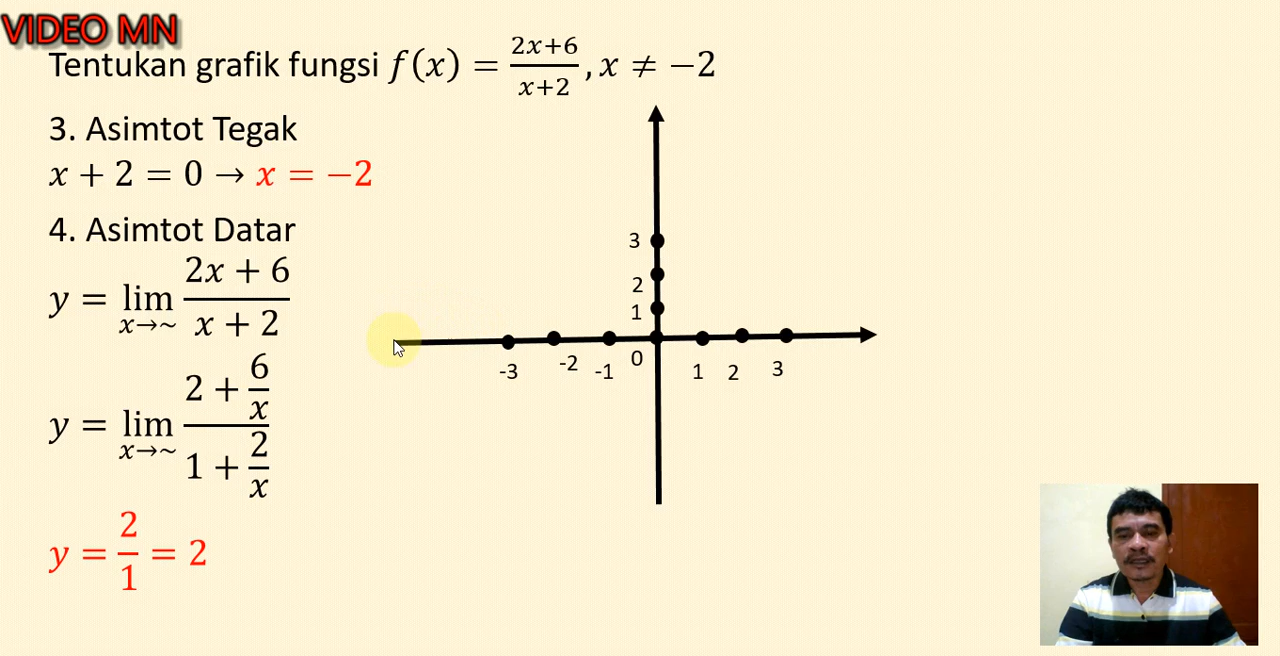 VIDEO MN
Tentukan grafik fungsi f(x) = (2x+6)/(x+2), x ≠ −2
3. Asimtot Tegak
x + 2 = 0 → x = −2
4. Asimtot Datar
y = lim x→~ (2x + 6)/(x + 2)
y = lim x→~ (2 + 6/x)/(1 + 2/x)
y = 2/1 = 2
3
2
1
-3 -2 -1 0 1 2 3